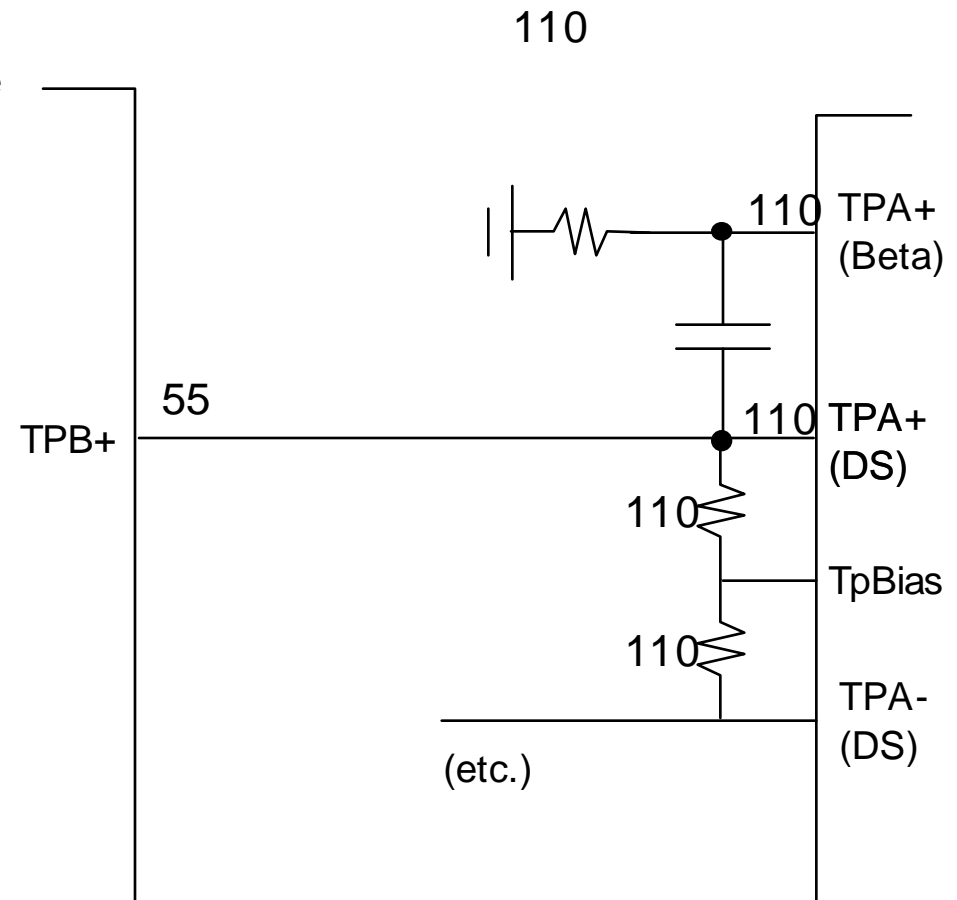 110
110
TPA+
(Beta)
55
TPB+
110
TPA+
(DS)
110
TpBias
110
TPA-
(DS)
(etc.)